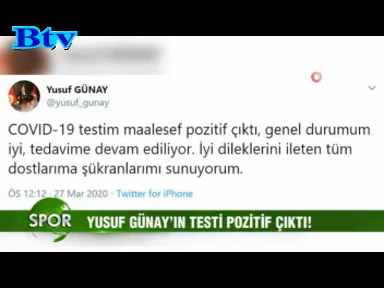 Btv
Yusuf GÜNAY
@yusuf_gunay
COVID-19 testim maalesef pozitif çıktı, genel durumum
iyi, tedavime devam ediliyor. İyi dileklerini ileten tüm
dostlarıma şükranlarımı sunuyorum.
ÖS 12:12 · 27 Mar 2020 · Twitter for iPhone
SPOR
YUSUF GÜNAY'IN TESTİ POZİTİF ÇIKTI!